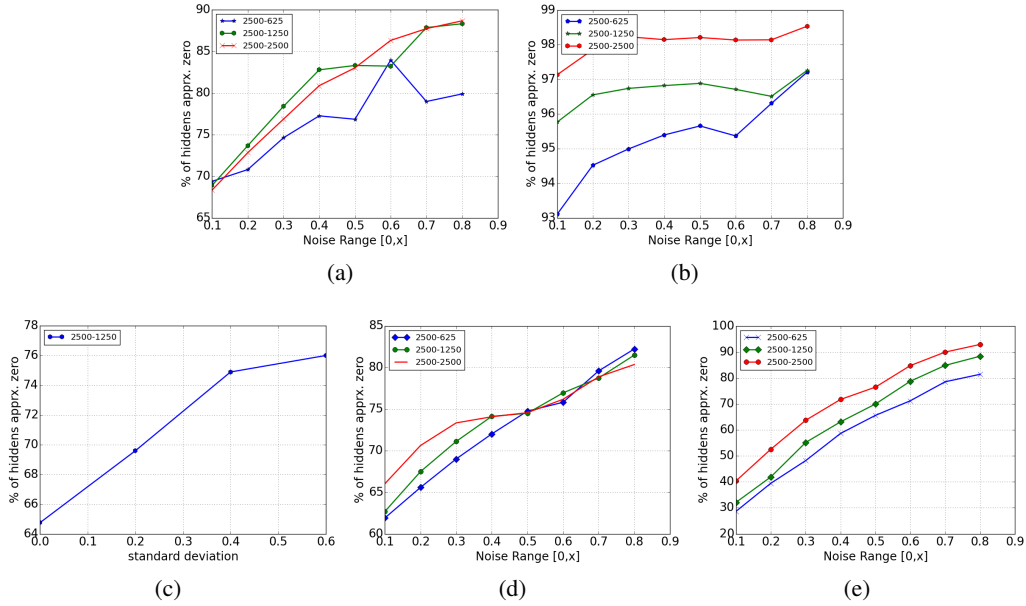 90
85
80
75
70
65
% of hiddens apprx. zero
2500-625
2500-1250
2500-2500
0.1 0.2 0.3 0.4 0.5 0.6 0.7 0.8 0.9
Noise Range [0,x]
(a)
99
98
97
96
95
94
93
% of hiddens apprx. zero
2500-625
2500-1250
2500-2500
0.1 0.2 0.3 0.4 0.5 0.6 0.7 0.8 0.9
Noise Range [0,x]
(b)
78
76
74
72
70
68
66
64
% of hiddens apprx. zero
2500-1250
0.0 0.1 0.2 0.3 0.4 0.5 0.6
standard deviation
(c)
85
80
75
70
65
60
% of hiddens apprx. zero
2500-625
2500-1250
2500-2500
0.1 0.2 0.3 0.4 0.5 0.6 0.7 0.8 0.9
Noise Range [0,x]
(d)
100
90
80
70
60
50
40
30
20
% of hiddens apprx. zero
2500-625
2500-1250
2500-2500
0.1 0.2 0.3 0.4 0.5 0.6 0.7 0.8 0.9
Noise Range [0,x]
(e)